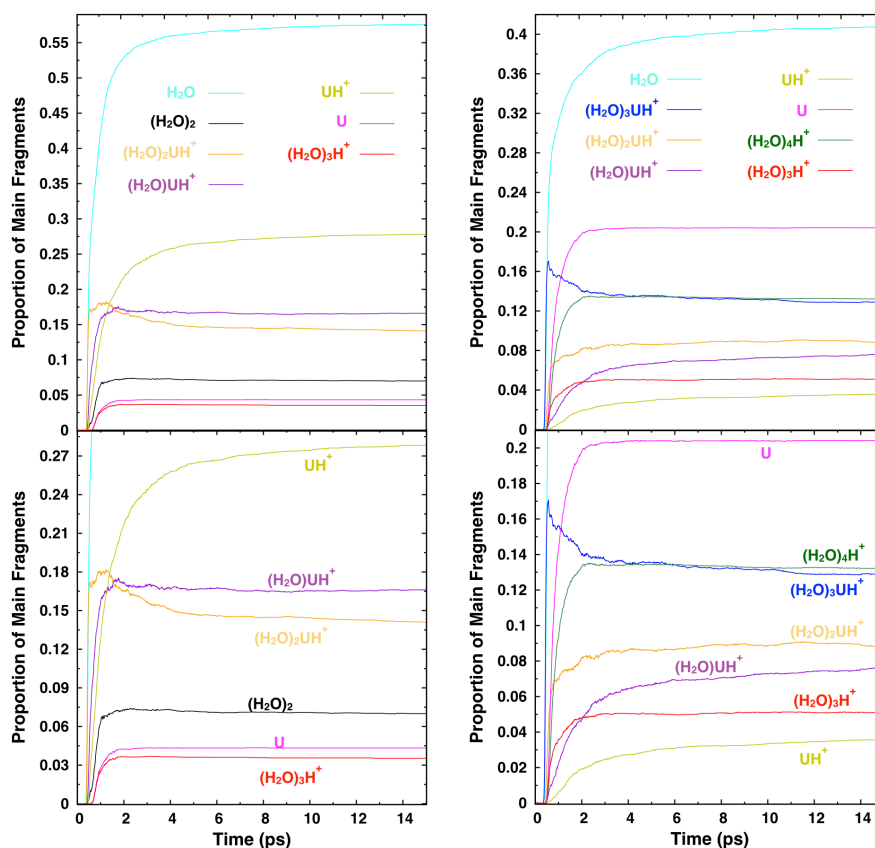 Proportion of Main Fragments
0.55
0.5
0.45
0.4
0.35
0.3
0.25
0.2
0.15
0.1
0.05
0
H₂O
(H₂O)₂
(H₂O)₂UH⁺
(H₂O)UH⁺
UH⁺
U
(H₂O)₃H⁺
Proportion of Main Fragments
0.4
0.36
0.32
0.28
0.24
0.2
0.16
0.12
0.08
0.04
0
H₂O
(H₂O)₃UH⁺
(H₂O)₂UH⁺
(H₂O)UH⁺
UH⁺
U
(H₂O)₄H⁺
(H₂O)₃H⁺
Proportion of Main Fragments
0.27
0.24
0.21
0.18
0.15
0.12
0.09
0.06
0.03
0
UH⁺
(H₂O)UH⁺
(H₂O)₂UH⁺
(H₂O)₂
U
(H₂O)₃H⁺
0 2 4 6 8 10 12 14
Time (ps)
Proportion of Main Fragments
0.2
0.18
0.16
0.14
0.12
0.1
0.08
0.06
0.04
0.02
0
U
(H₂O)₄H⁺
(H₂O)₃UH⁺
(H₂O)₂UH⁺
(H₂O)UH⁺
(H₂O)₃H⁺
UH⁺
0 2 4 6 8 10 12 14
Time (ps)